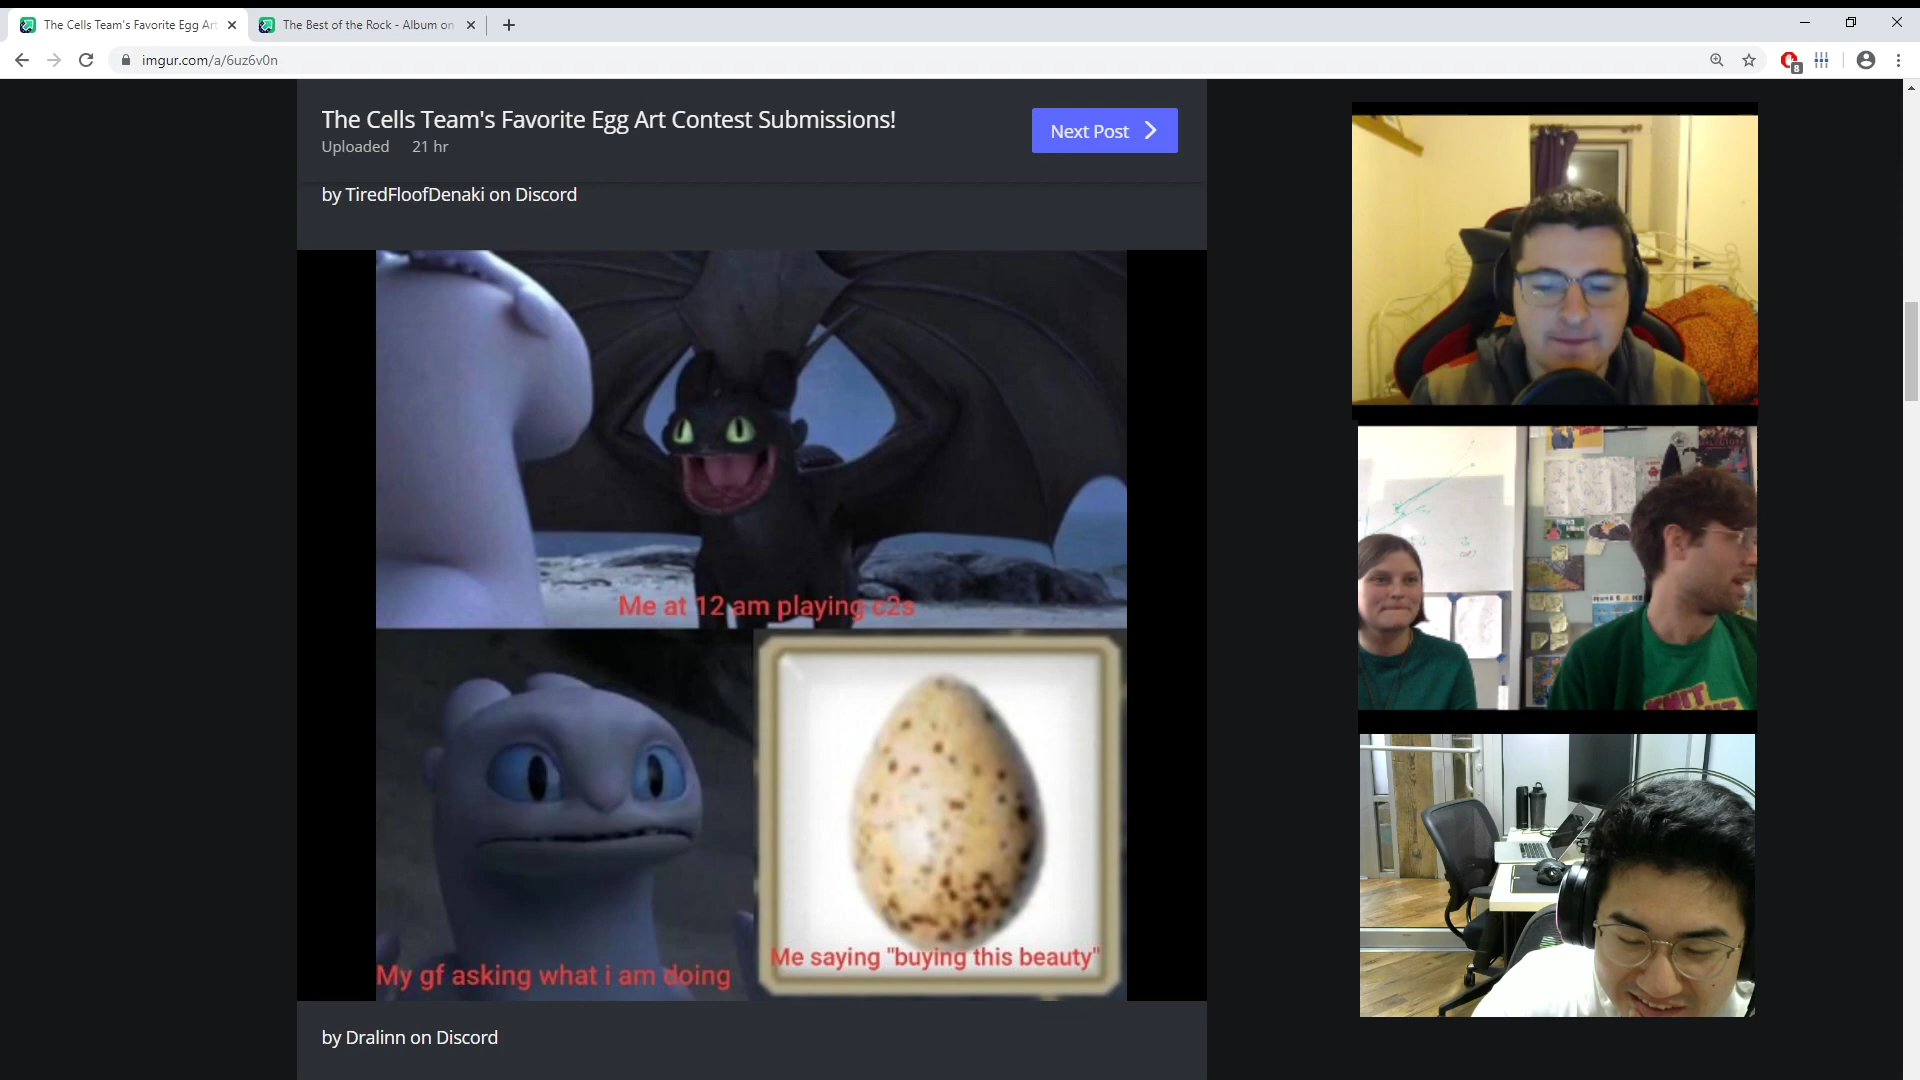 The Cells Team's Favorite Egg Art
The Best of the Rock - Album on
imgur.com/a/6uz6v0n
8
The Cells Team's Favorite Egg Art Contest Submissions!
Uploaded 21 hr
Next Post
by TiredFloofDenaki on Discord
Me at 12 am playing c2s
My gf asking what i am doing
Me saying "buying this beauty"
by Dralinn on Discord